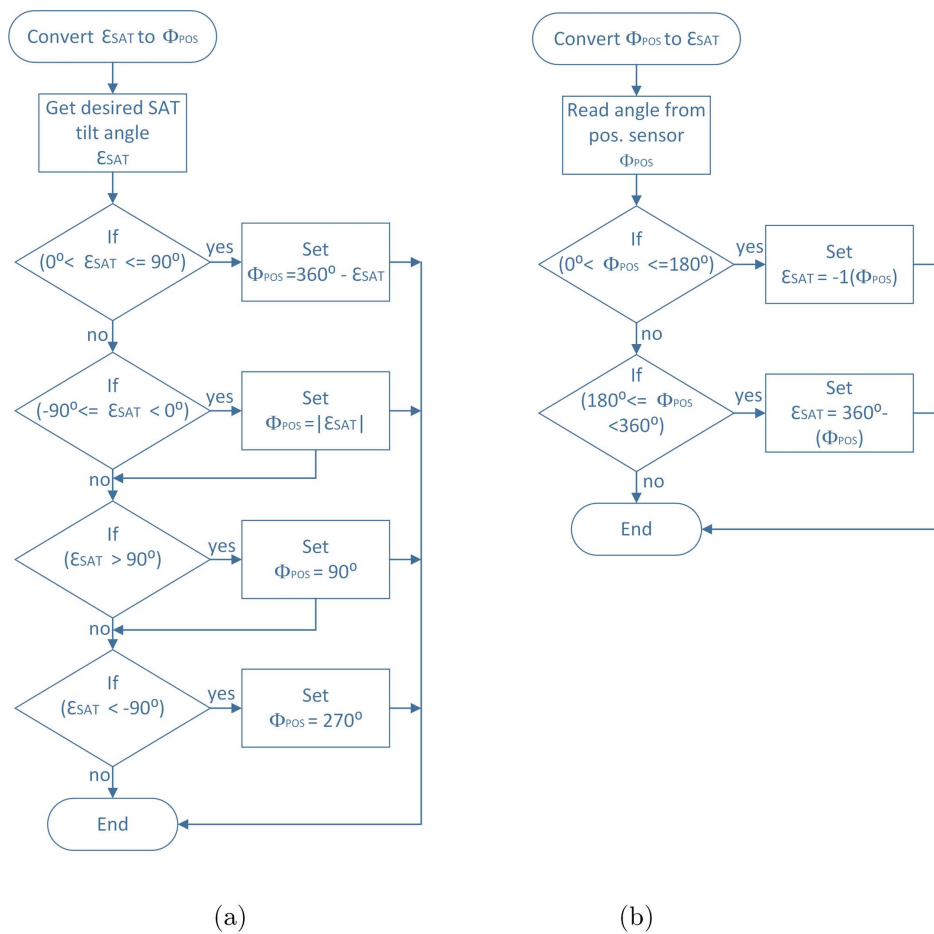 Convert ƐSAT to ΦPOS
Get desired SAT
tilt angle
ƐSAT
If
(0º< ƐSAT <= 90º)
yes
Set
ΦPOS =360º - ƐSAT
no
If
(-90º<= ƐSAT < 0º)
yes
Set
ΦPOS =|ƐSAT|
no
If
(ƐSAT > 90º)
yes
Set
ΦPOS = 90º
no
If
(ƐSAT < -90º)
yes
Set
ΦPOS = 270º
no
End
(a)
Convert ΦPOS to ƐSAT
Read angle from
pos. sensor
ΦPOS
If
(0º< ΦPOS <=180º)
yes
Set
ƐSAT = -1(ΦPOS)
no
If
(180º<= ΦPOS
<360º)
yes
Set
ƐSAT = 360º-
(ΦPOS)
no
End
(b)